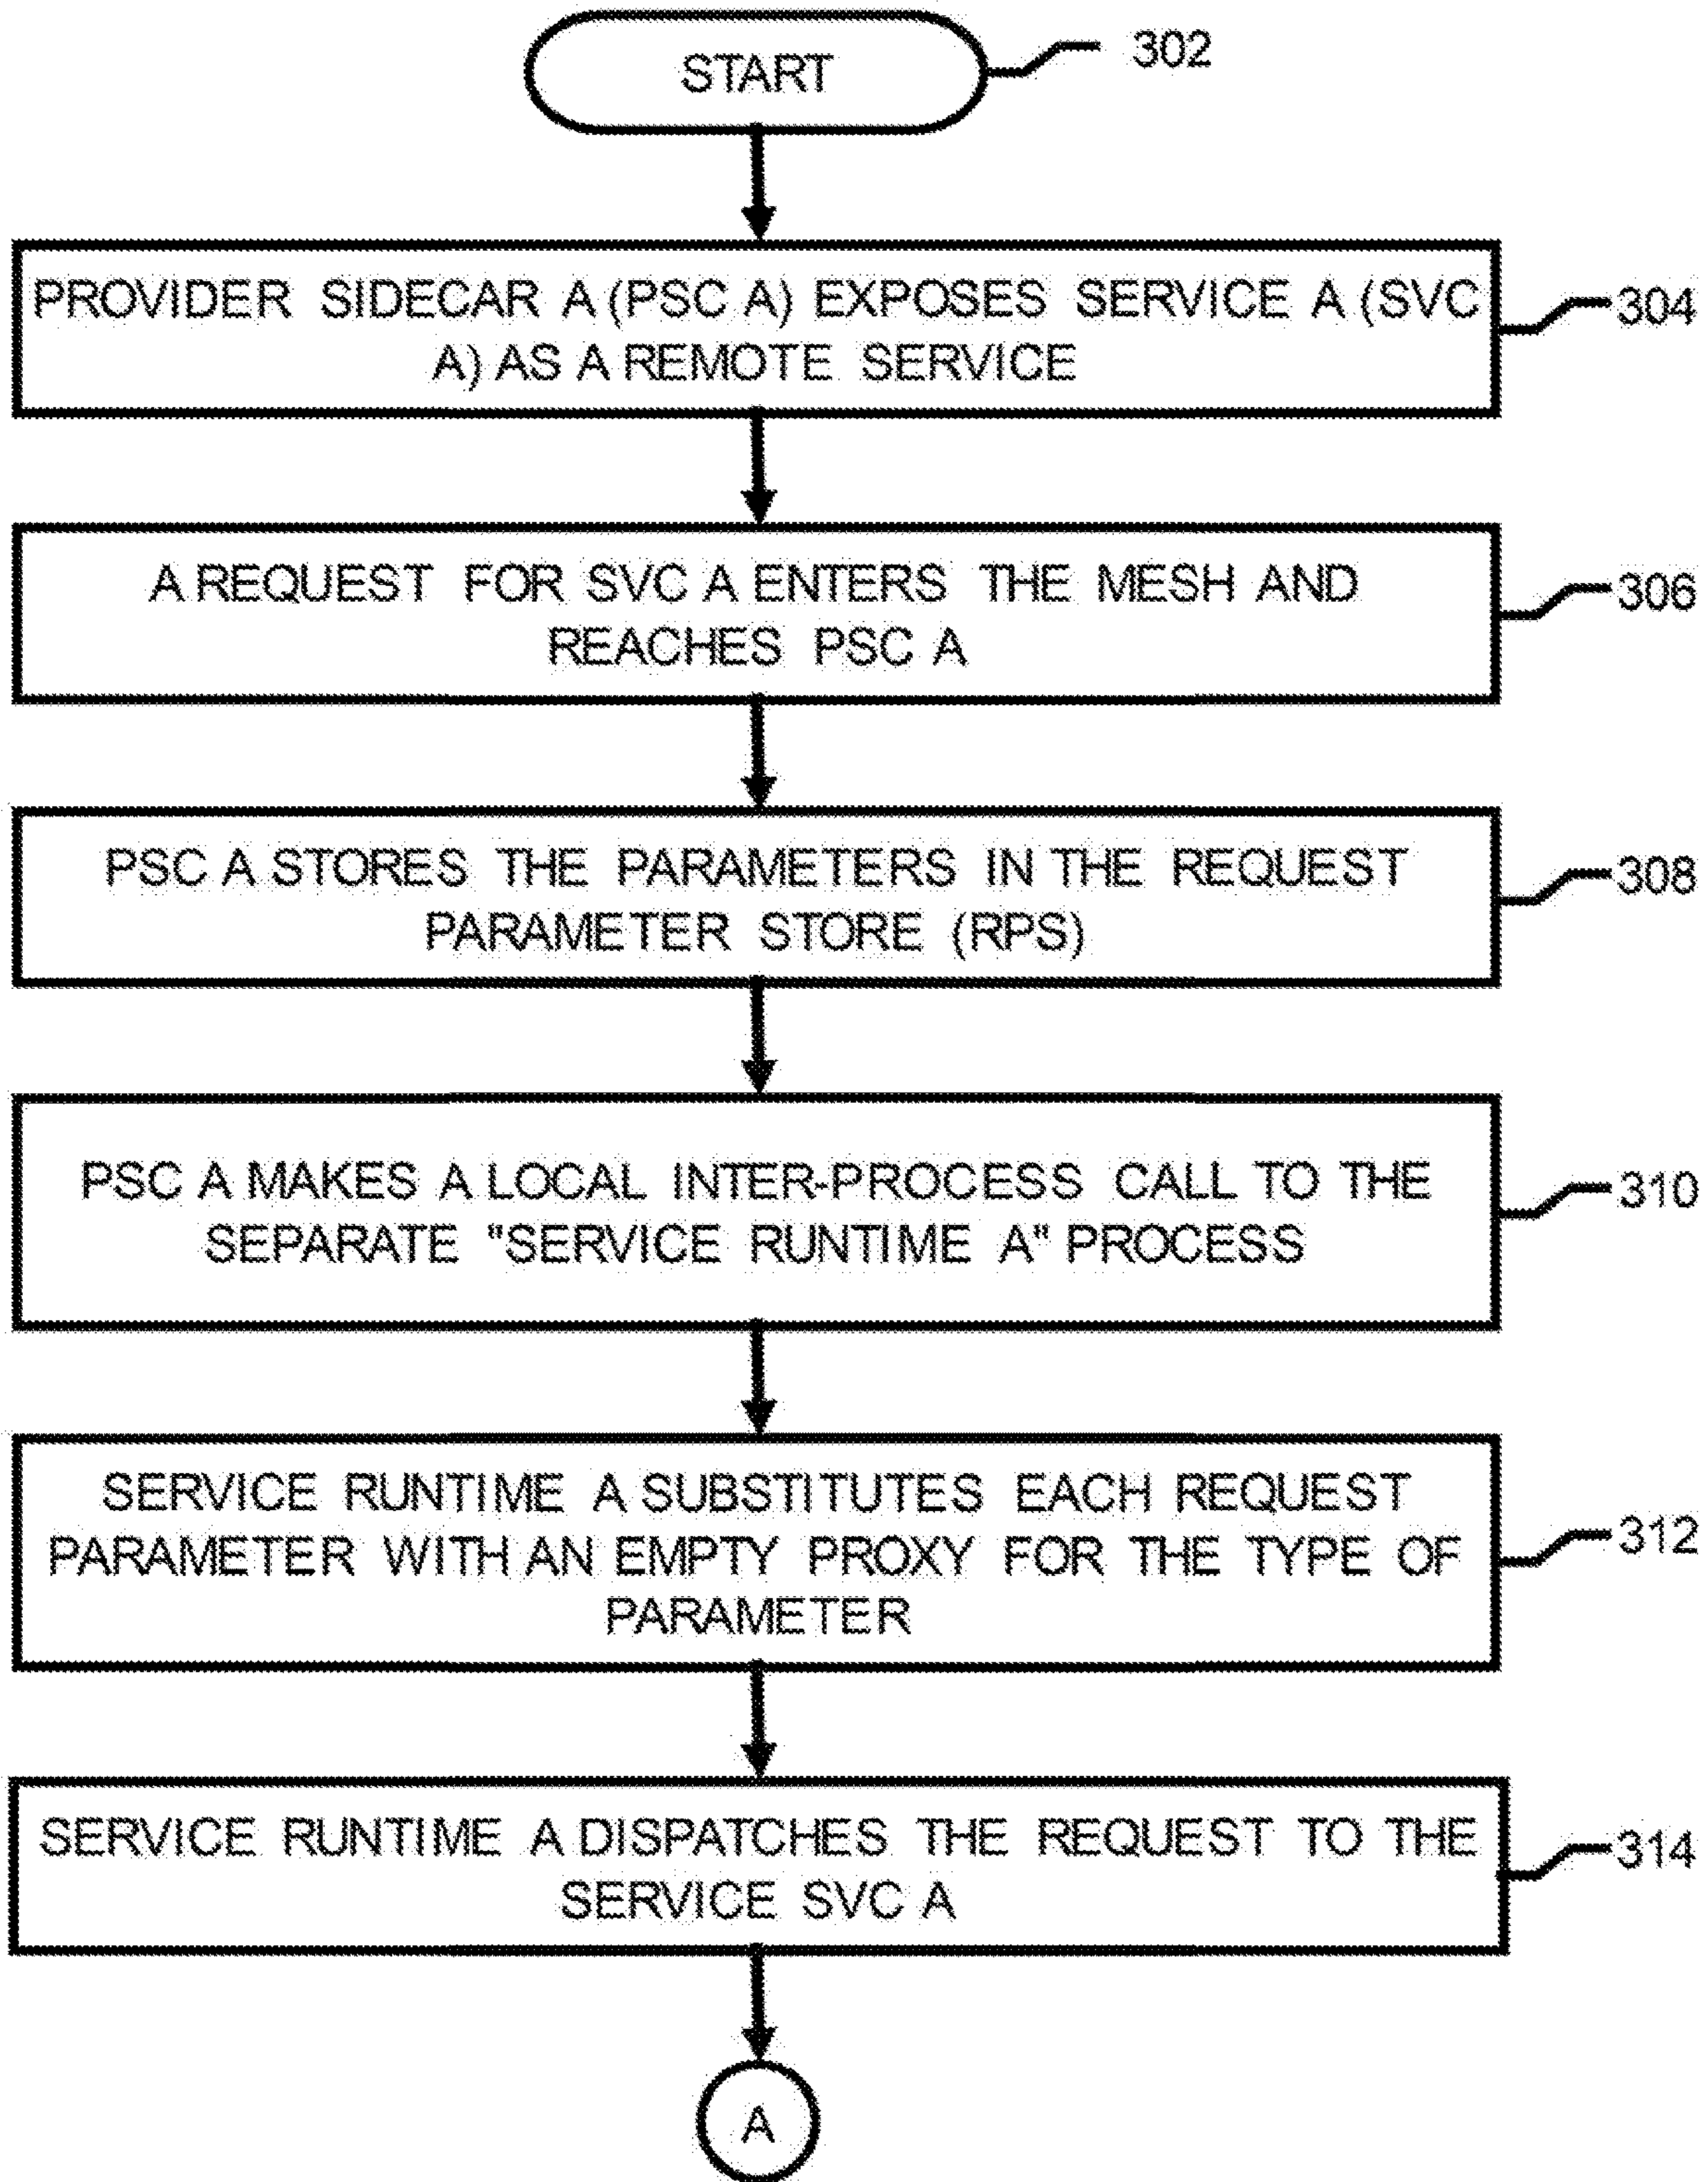 START
302
PROVIDER SIDECAR A (PSC A) EXPOSES SERVICE A (SVC
A) AS A REMOTE SERVICE
304
A REQUEST FOR SVC A ENTERS THE MESH AND
REACHES PSC A
306
PSC A STORES THE PARAMETERS IN THE REQUEST
PARAMETER STORE (RPS)
308
PSC A MAKES A LOCAL INTER-PROCESS CALL TO THE
SEPARATE "SERVICE RUNTIME A" PROCESS
310
SERVICE RUNTIME A SUBSTITUTES EACH REQUEST
PARAMETER WITH AN EMPTY PROXY FOR THE TYPE OF
PARAMETER
312
SERVICE RUNTIME A DISPATCHES THE REQUEST TO THE
SERVICE SVC A
314
A